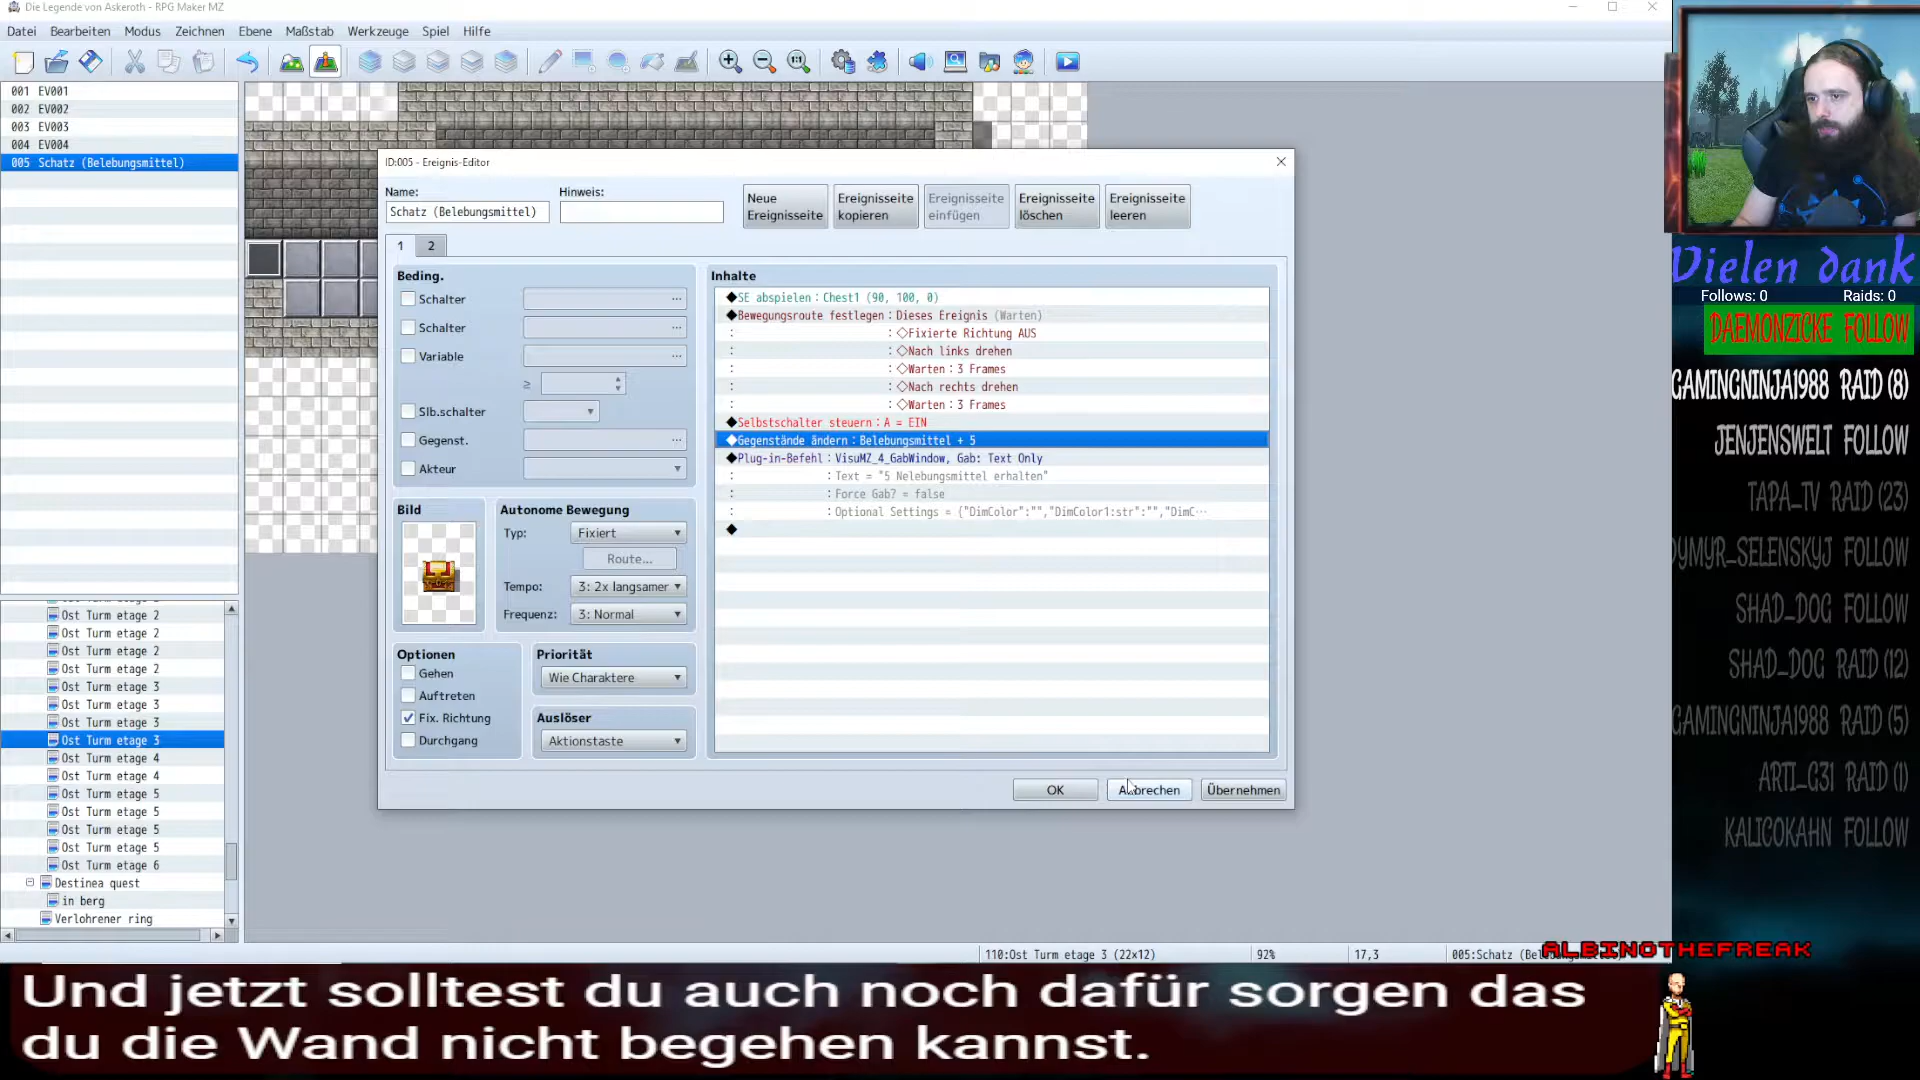 Die Legende von Askeroth - RPG Maker MZ
Datei Bearbeiten Modus Zeichnen Ebene Maßstab Werkzeuge Spiel Hilfe
001 EV001
002 EV002
003 EV003
004 EV004
005 Schatz (Belebungsmittel)
ID:005 - Ereignis-Editor
Name:
Hinweis:
Schatz (Belebungsmittel)
Neue Ereignisseite
Ereignisseite kopieren
Ereignisseite einfügen
Ereignisseite löschen
Ereignisseite leeren
1 2
Beding.
Schalter
Schalter
Variable
≥
Slb.schalter
Gegenst.
Akteur
Bild
Autonome Bewegung
Typ: Fixiert
Route...
Tempo: 3: 2x langsamer
Frequenz: 3: Normal
Optionen
Gehen
Auftreten
Fix. Richtung
Durchgang
Priorität
Wie Charaktere
Auslöser
Aktionstaste
Inhalte
◆SE abspielen : Chest1 (90, 100, 0)
◆Bewegungsroute festlegen : Dieses Ereignis (Warten)
: : ◇Fixierte Richtung AUS
: : ◇Nach links drehen
: : ◇Warten : 3 Frames
: : ◇Nach rechts drehen
: : ◇Warten : 3 Frames
◆Selbstschalter steuern : A = EIN
◆Gegenstände ändern : Belebungsmittel + 5
◆Plug-in-Befehl : VisuMZ_4_GabWindow, Gab: Text Only
: : Text = "5 Nelebungsmittel erhalten"
: : Force Gab? = false
: : Optional Settings = {"DimColor":"","DimColor1:str":"","DimC…
◆
OK Abbrechen Übernehmen
Ost Turm etage 2
Ost Turm etage 2
Ost Turm etage 2
Ost Turm etage 2
Ost Turm etage 3
Ost Turm etage 3
Ost Turm etage 3
Ost Turm etage 3
Ost Turm etage 4
Ost Turm etage 4
Ost Turm etage 5
Ost Turm etage 5
Ost Turm etage 5
Ost Turm etage 5
Ost Turm etage 6
Destinea quest
in berg
Verlohrener ring
110:Ost Turm etage 3 (22x12)
92%
17,3
005:Schatz
Vielen dank
Follows: 0 Raids: 0
DAEMONZICKE FOLLOW
GAMINGNINJA1988 RAID (8)
JENJENSWELT FOLLOW
TAPA_TV RAID (23)
DYMYR_SELENSKYJ FOLLOW
SHAD_DOG FOLLOW
SHAD_DOG RAID (12)
GAMINGNINJA1988 RAID (5)
ARTI_G31 RAID (1)
KALICOKAHN FOLLOW
ALBINOTHEFREAK
Und jetzt solltest du auch noch dafür sorgen das
du die Wand nicht begehen kannst.